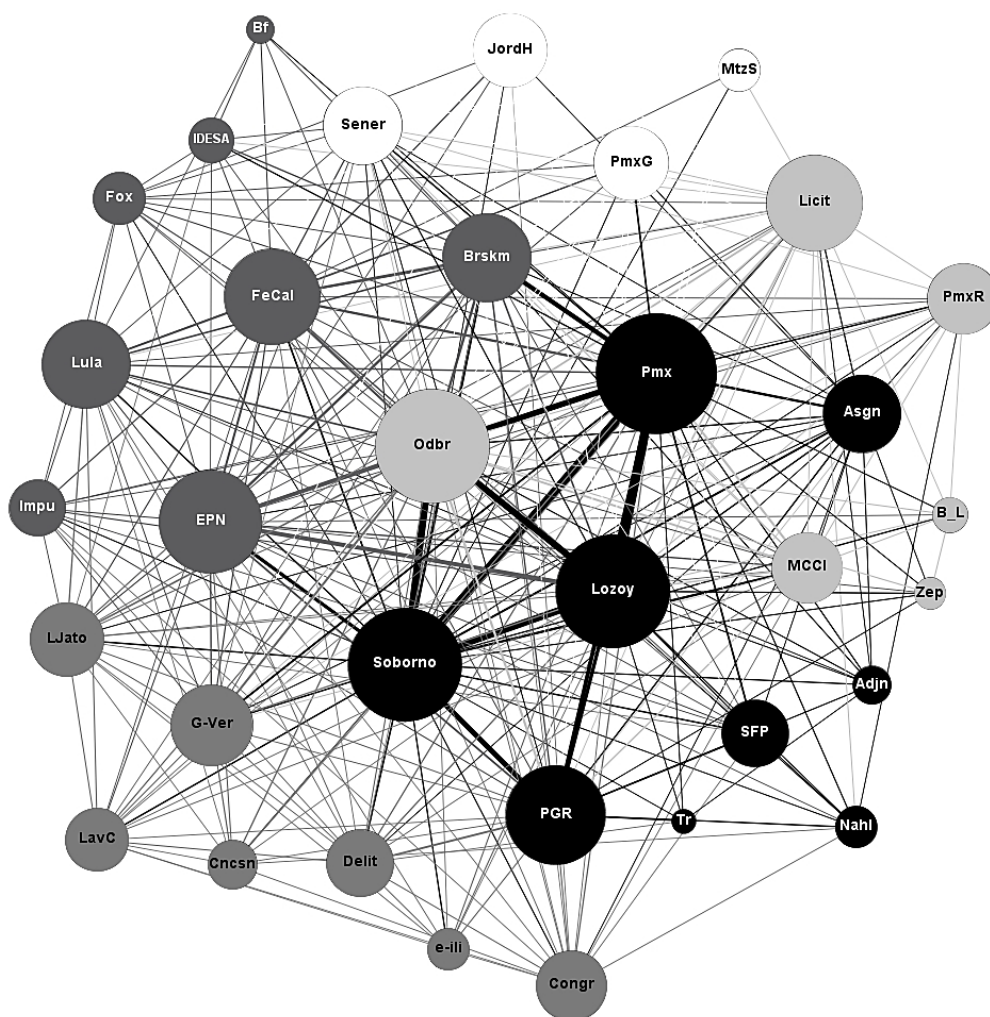 Bf
JordH
MtzS
Sener
IDESA
PmxG
Fox
Licit
Brskm
FeCal
PmxR
Lula
Pmx
Asgn
Odbr
Impu
EPN
B_L
MCCI
Lozoy
Zep
LJato
Soborno
Adjn
G-Ver
SFP
PGR
Tr
Nahl
LavC
Cncsn
Delit
e-ili
Congr